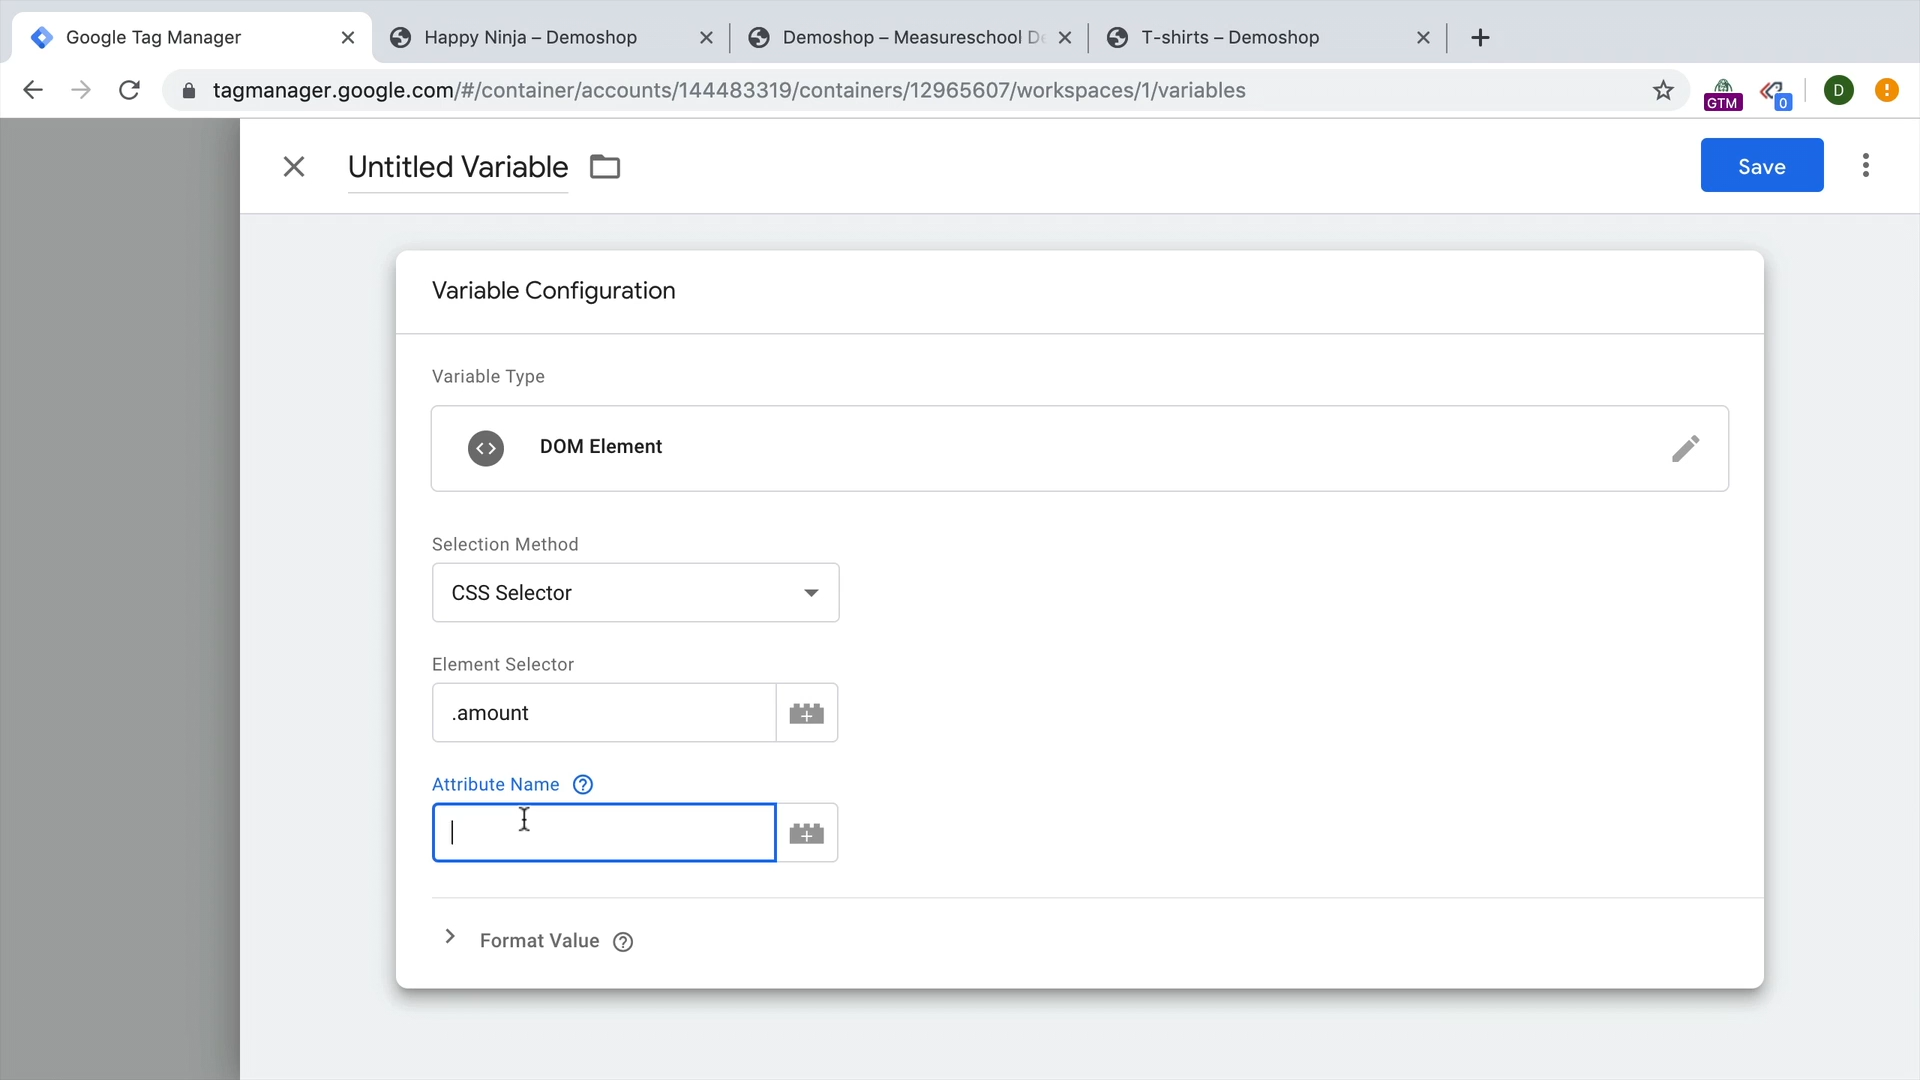 Google Tag Manager
Happy Ninja – Demoshop
Demoshop – Measureschool De
T-shirts – Demoshop
tagmanager.google.com/#/container/accounts/144483319/containers/12965607/workspaces/1/variables
GTM
0
D
!
Untitled Variable
Save
Variable Configuration
Variable Type
DOM Element
Selection Method
CSS Selector
Element Selector
.amount
Attribute Name ?
Format Value ?